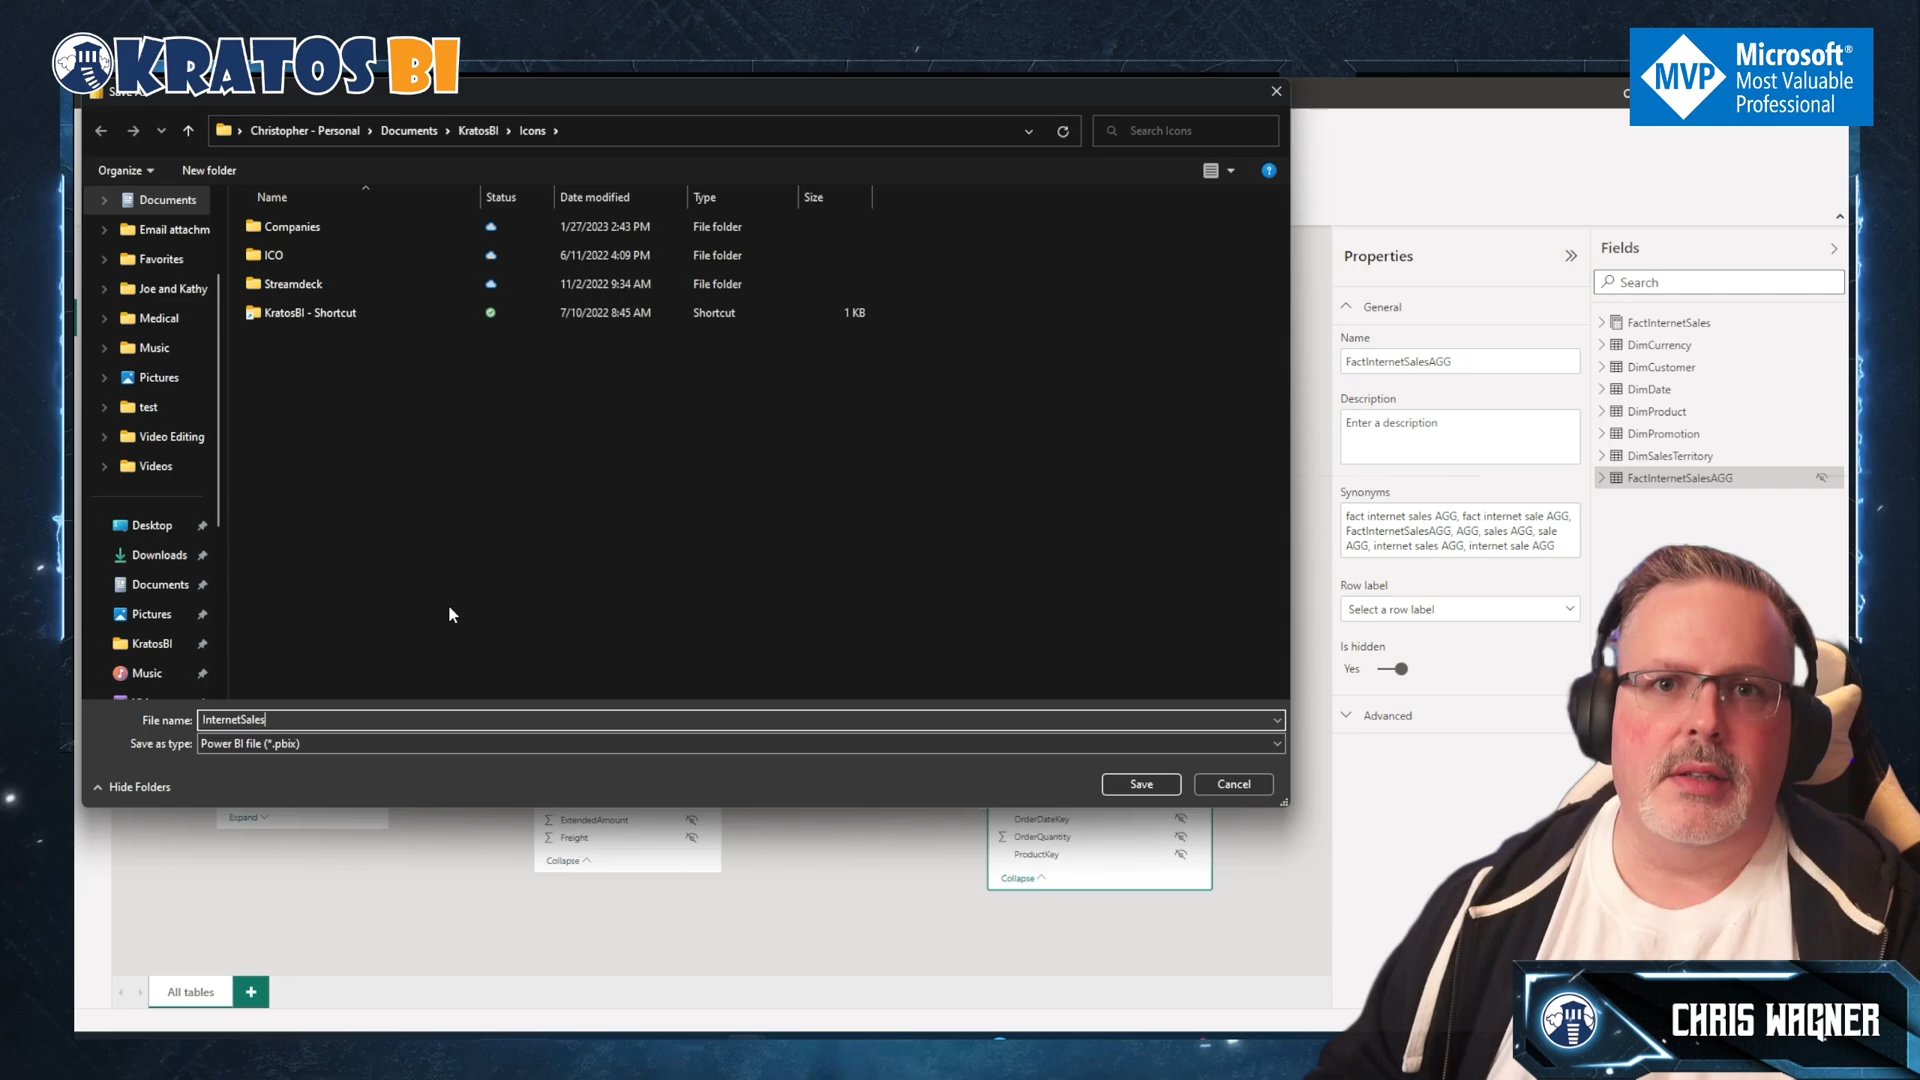 KRATOS BI
MVP
Microsoft®
Most Valuable
Professional
Christopher - Personal > Documents > KratosBI > Icons >
Search Icons
Organize
New folder
Name
Status
Date modified
Type
Size
Documents
Email attachm
Favorites
Joe and Kathy
Medical
Music
Pictures
test
Video Editing
Videos
Desktop
Downloads
Documents
Pictures
KratosBI
Music
Companies
1/27/2023 2:43 PM
File folder
ICO
6/11/2022 4:09 PM
File folder
Streamdeck
11/2/2022 9:34 AM
File folder
KratosBI - Shortcut
7/10/2022 8:45 AM
Shortcut
1 KB
File name:
InternetSales
Save as type:
Power BI file (*.pbix)
Hide Folders
Save
Cancel
Expand
ExtendedAmount
Freight
Collapse
OrderDateKey
OrderQuantity
ProductKey
Collapse
All tables
Properties
General
Name
FactInternetSalesAGG
Description
Enter a description
Synonyms
fact internet sales AGG, fact internet sale AGG,
FactInternetSalesAGG, AGG, sales AGG, sale
AGG, internet sales AGG, internet sale AGG
Row label
Select a row label
Is hidden
Yes
Advanced
Fields
Search
FactInternetSales
DimCurrency
DimCustomer
DimDate
DimProduct
DimPromotion
DimSalesTerritory
FactInternetSalesAGG
CHRIS WAGNER